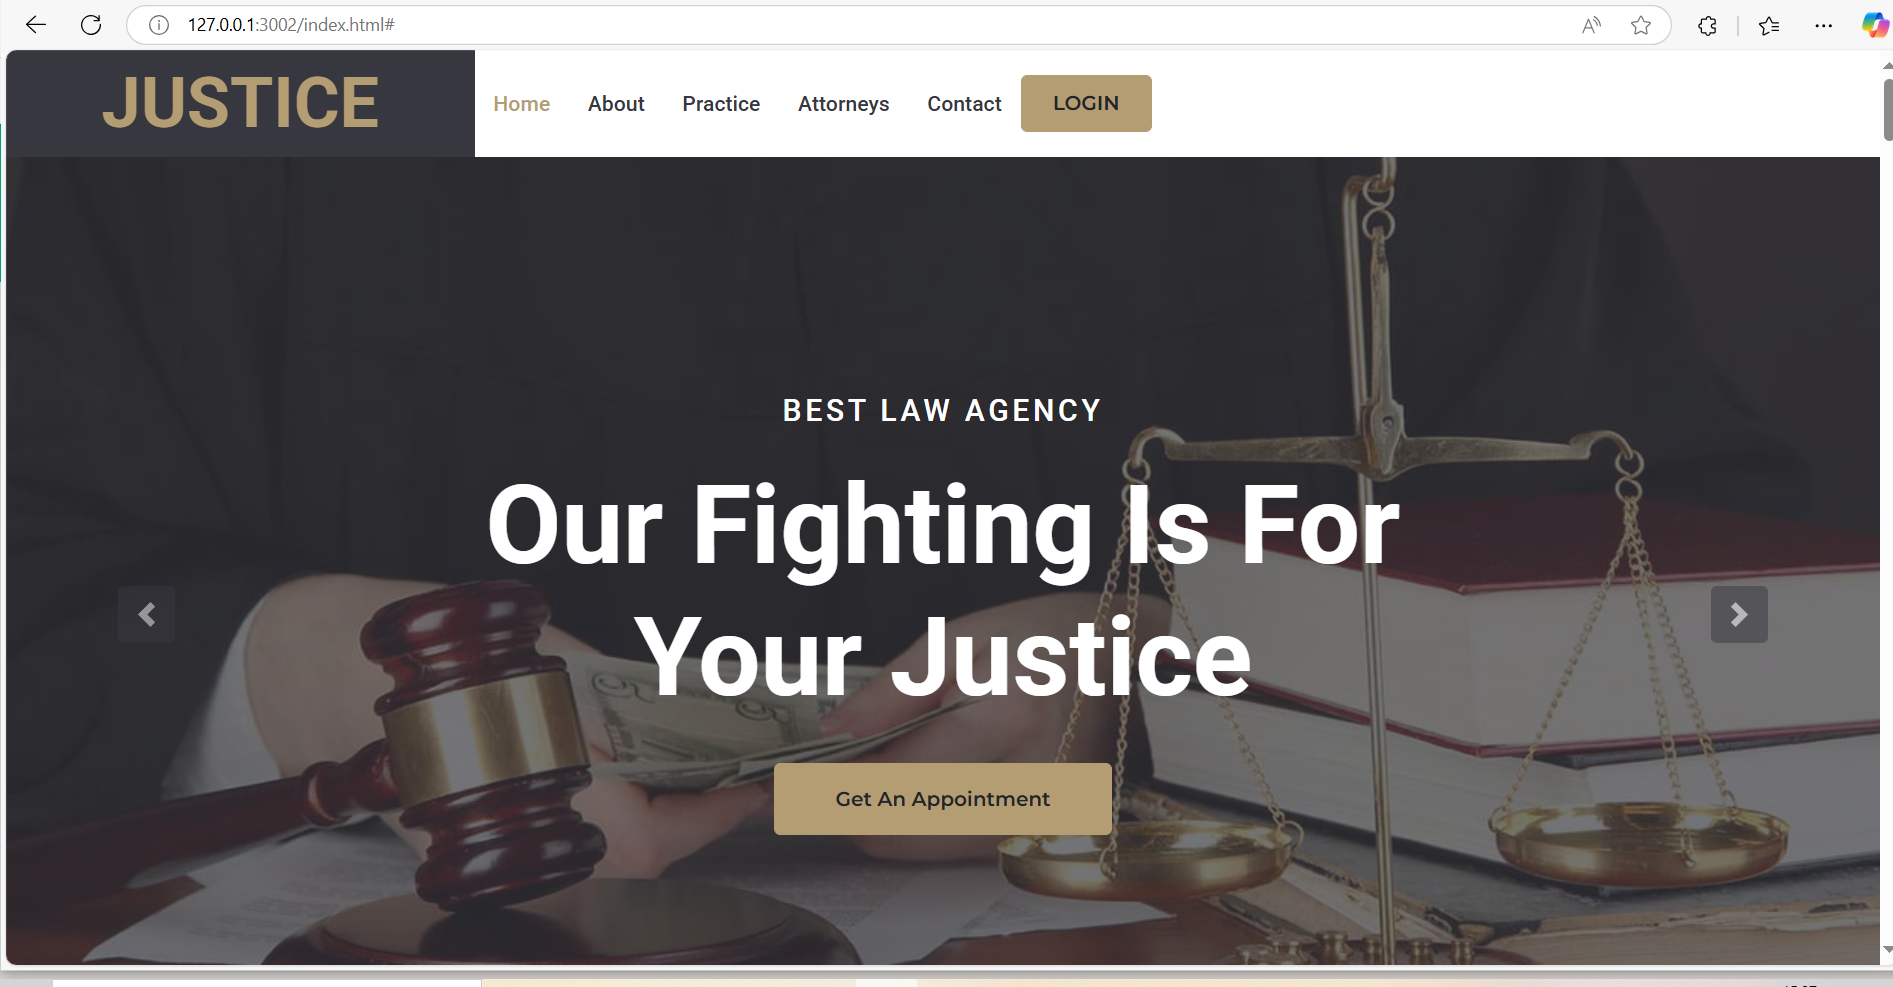 127.0.0.1:3002/index.html#
JUSTICE
Home About Practice Attorneys Contact LOGIN
BEST LAW AGENCY
Our Fighting Is For
Your Justice
Get An Appointment